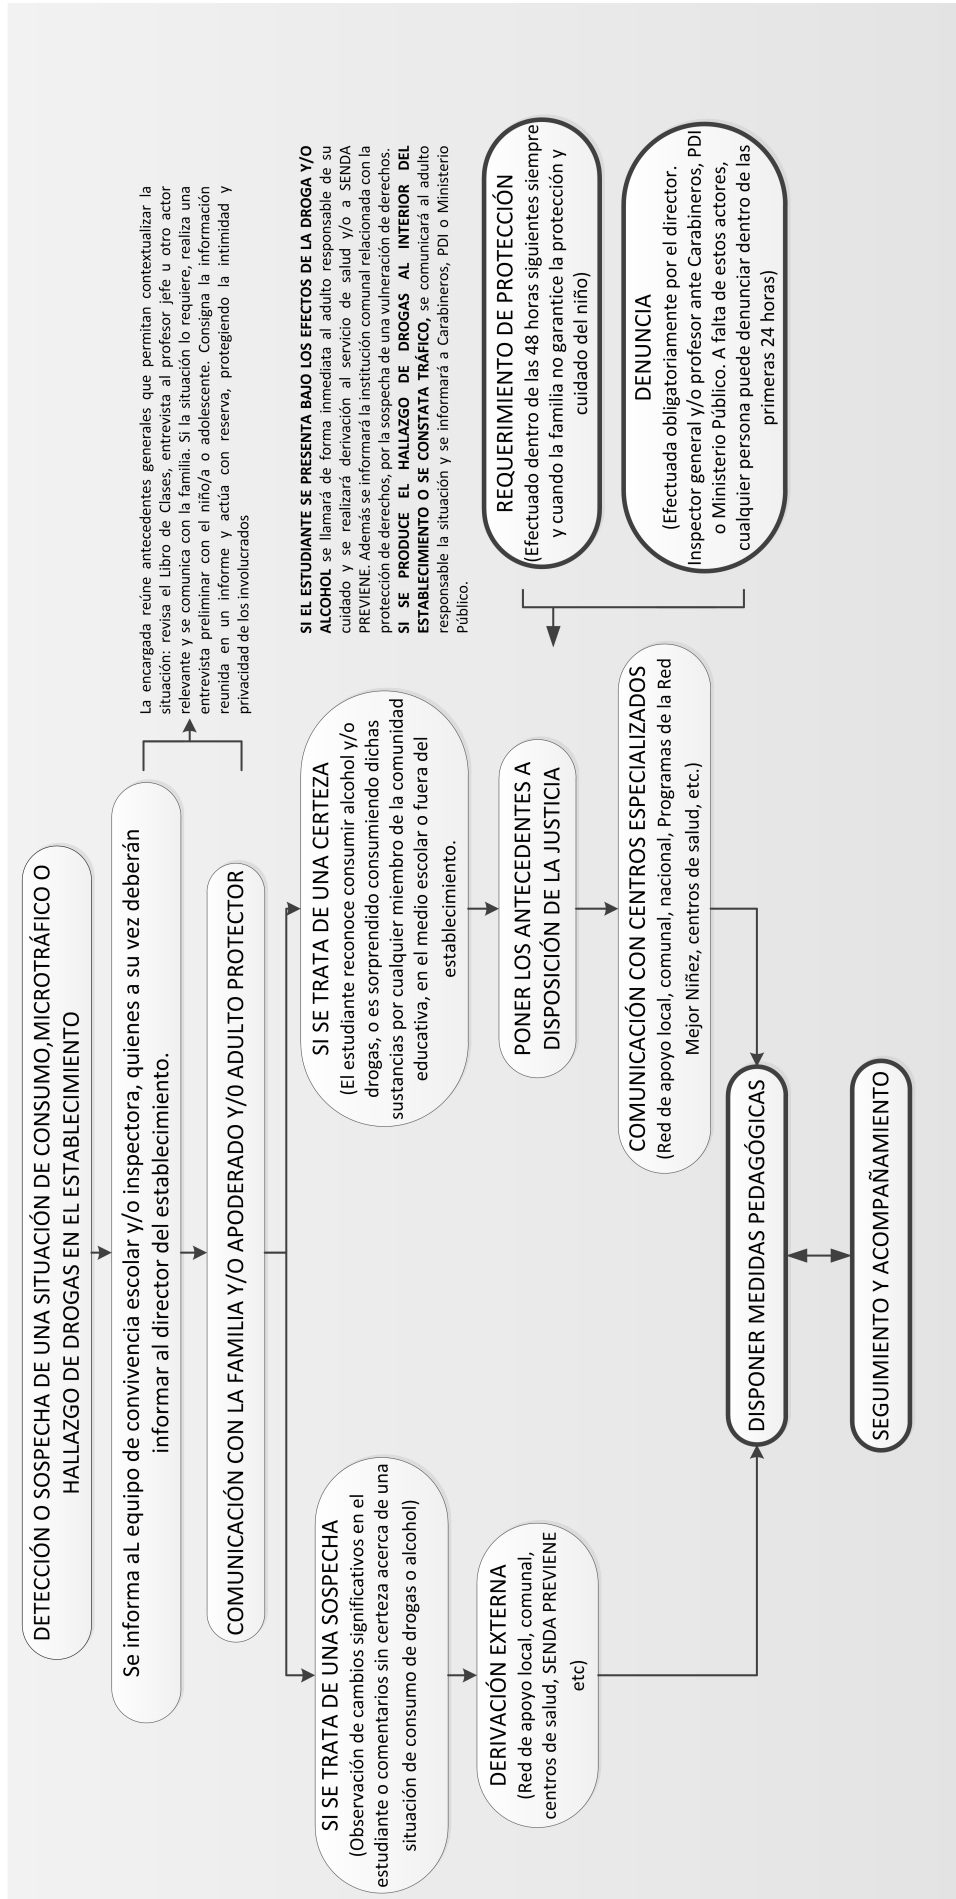 DETECCIÓN O SOSPECHA DE UNA SITUACIÓN DE CONSUMO,MICROTRÁFICO O
HALLAZGO DE DROGAS EN EL ESTABLECIMIENTO
Se informa aL equipo de convivencia escolar y/o inspectora, quienes a su vez deberán
informar al director del establecimiento.
COMUNICACIÓN CON LA FAMILIA Y/O APODERADO Y/0 ADULTO PROTECTOR
La encargada reúne antecedentes generales que permitan contextualizar la
situación: revisa el Libro de Clases, entrevista al profesor jefe u otro actor
relevante y se comunica con la familia. Si la situación lo requiere, realiza una
entrevista preliminar con el niño/a o adolescente. Consigna la información
reunida en un informe y actúa con reserva, protegiendo la intimidad y
privacidad de los involucrados
SI SE TRATA DE UNA SOSPECHA
(Observación de cambios significativos en el
estudiante o comentarios sin certeza acerca de una
situación de consumo de drogas o alcohol)
DERIVACIÓN EXTERNA
(Red de apoyo local, comunal,
centros de salud, SENDA PREVIENE
etc)
SI SE TRATA DE UNA CERTEZA
(El estudiante reconoce consumir alcohol y/o
drogas, o es sorprendido consumiendo dichas
sustancias por cualquier miembro de la comunidad
educativa, en el medio escolar o fuera del
establecimiento.
PONER LOS ANTECEDENTES A
DISPOSICIÓN DE LA JUSTICIA
COMUNICACIÓN CON CENTROS ESPECIALIZADOS
(Red de apoyo local, comunal, nacional, Programas de la Red
Mejor Niñez, centros de salud, etc.)
SI EL ESTUDIANTE SE PRESENTA BAJO LOS EFECTOS DE LA DROGA Y/O
ALCOHOL se llamará de forma inmediata al adulto responsable de su
cuidado y se realizará derivación al servicio de salud y/o a SENDA
PREVIENE. Además se informará la institución comunal relacionada con la
protección de derechos, por la sospecha de una vulneración de derechos.
SI SE PRODUCE EL HALLAZGO DE DROGAS AL INTERIOR DEL
ESTABLECIMIENTO O SE CONSTATA TRÁFICO, se comunicará al adulto
responsable la situación y se informará a Carabineros, PDI o Ministerio
Público.
REQUERIMIENTO DE PROTECCIÓN
(Efectuado dentro de las 48 horas siguientes siempre
y cuando la familia no garantice la protección y
cuidado del niño)
DENUNCIA
(Efectuada obligatoriamente por el director.
Inspector general y/o profesor ante Carabineros, PDI
o Ministerio Público. A falta de estos actores,
cualquier persona puede denunciar dentro de las
primeras 24 horas)
DISPONER MEDIDAS PEDAGÓGICAS
SEGUIMIENTO Y ACOMPAÑAMIENTO